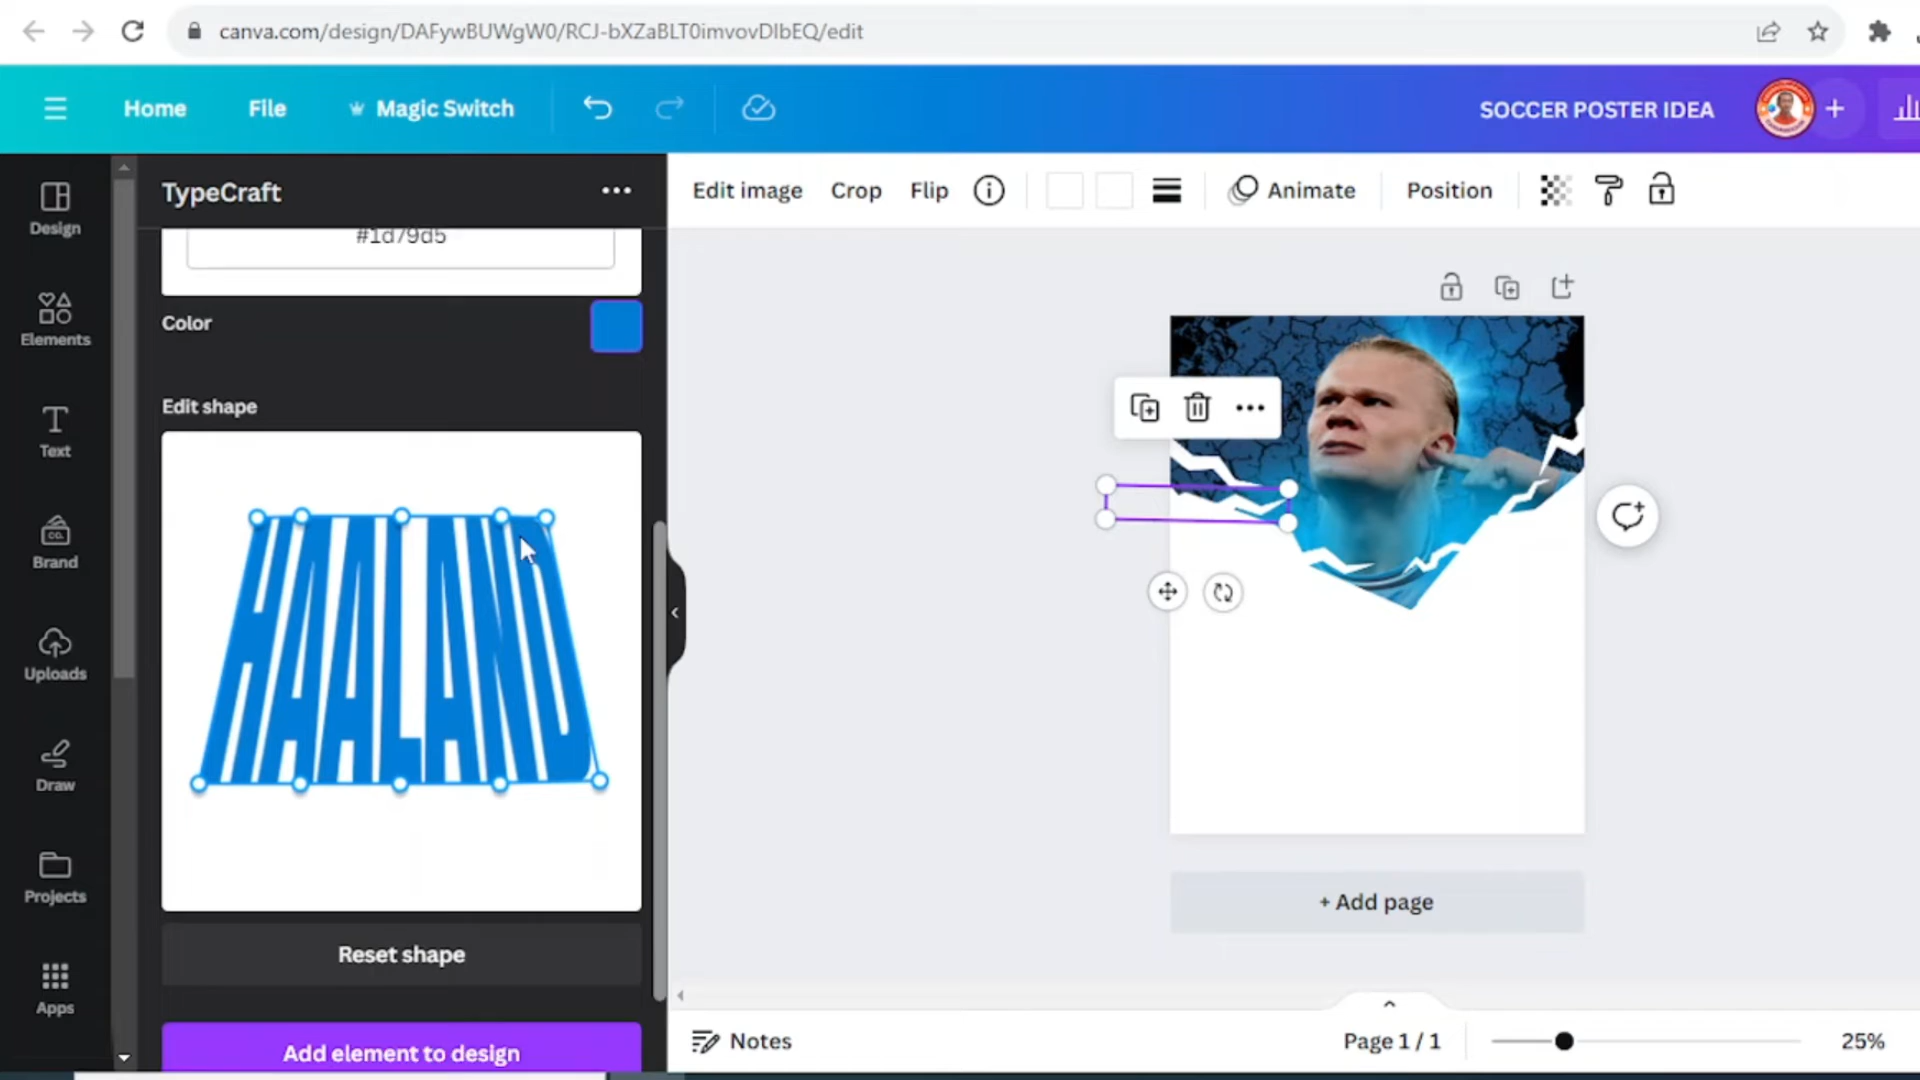 canva.com/design/DAFywBUWgW0/RCJ-bXZaBLT0imvovDIbEQ/edit
Home
File
Magic Switch
SOCCER POSTER IDEA
Design
Elements
Text
CO.
Brand
Uploads
Draw
Projects
Apps
TypeCraft
#1d79d5
Color
Edit shape
HAALAND
Reset shape
Add element to design
Edit image
Crop
Flip
Animate
Position
+ Add page
Notes
Page 1 / 1
25%